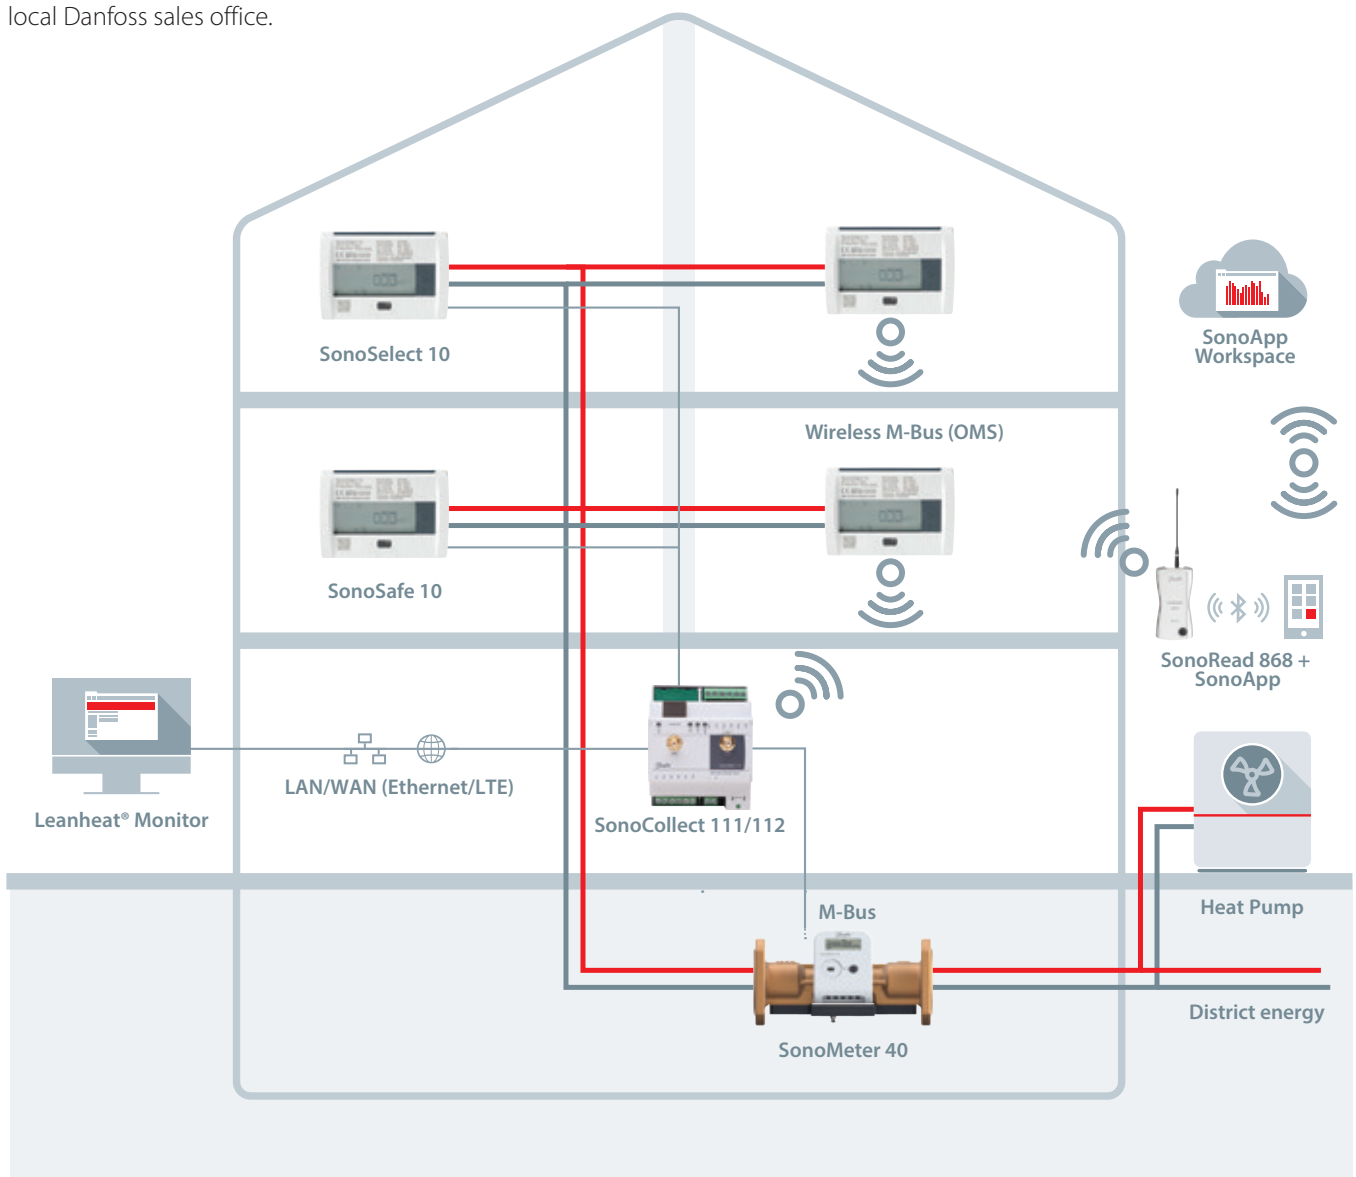 local Danfoss sales office.
SonoSelect 10
SonoApp
Workspace
Wireless M-Bus (OMS)
SonoSafe 10
SonoRead 868 +
SonoApp
LAN/WAN (Ethernet/LTE)
Leanheat® Monitor
SonoCollect 111/112
Heat Pump
M-Bus
District energy
SonoMeter 40